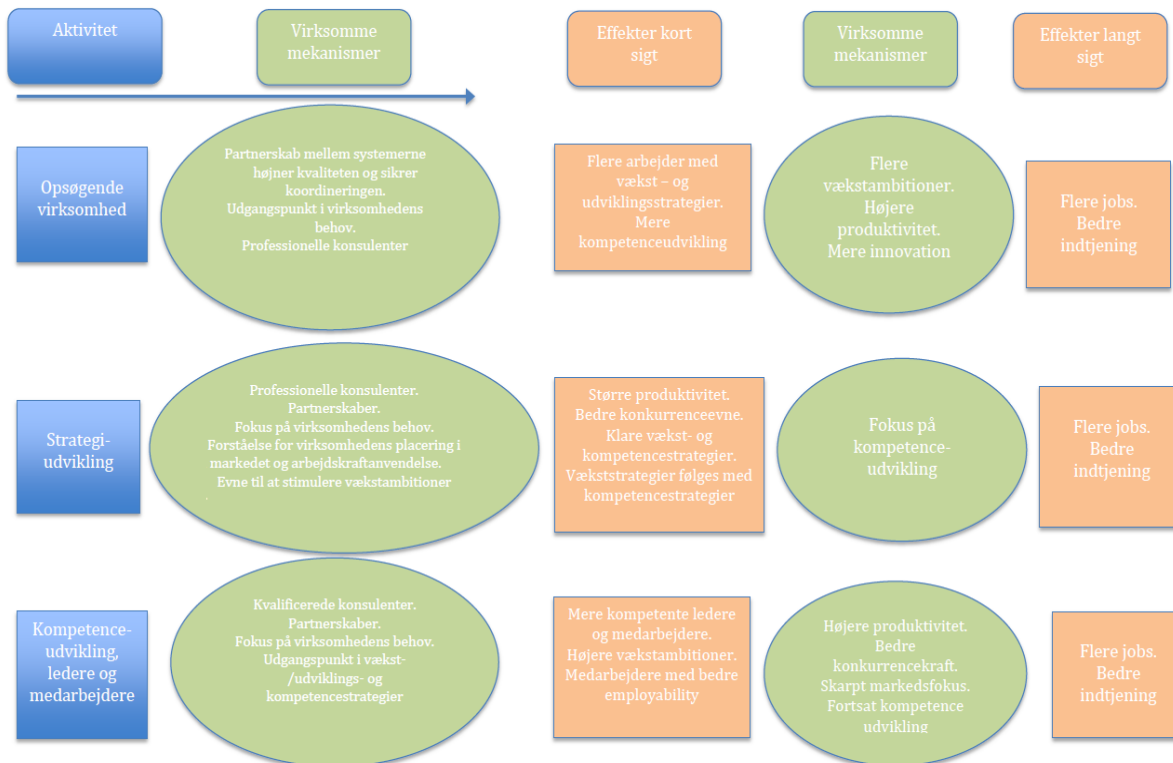 Aktivitet
Virksomme
mekanismer
Effekter kort
sigt
Virksomme
mekanismer
Effekter langt
sigt
Opsøgende
virksomhed
Partnerskab mellem systemerne
højner kvaliteten og sikrer
koordineringen.
Udgangspunkt i virksomhedens
behov.
Professionelle konsulenter
Flere arbejder med
vækst – og
udviklingsstrategier.
Mere
kompetenceudvikling
Flere
vækstambitioner.
Højere
produktivitet.
Mere innovation
Flere jobs.
Bedre
indtjening
Strategi-
udvikling
Professionelle konsulenter.
Partnerskaber.
Fokus på virksomhedens behov.
Forståelse for virksomhedens placering i
markedet og arbejdskraftanvendelse.
Evne til at stimulere vækstambitioner
.
Større produktivitet.
Bedre konkurrenceevne.
Klare vækst- og
kompetencestrategier.
Vækststrategier følges med
kompetencestrategier
Fokus på
kompetence-
udvikling
Flere jobs.
Bedre
indtjening
Kompetence-
udvikling,
ledere og
medarbejdere
Kvalificerede konsulenter.
Partnerskaber.
Fokus på virksomhedens behov.
Udgangspunkt i vækst-
/udviklings- og
kompetencestrategier
Mere kompetente ledere
og medarbejdere.
Højere vækstambitioner.
Medarbejdere med bedre
employability
Højere produktivitet.
Bedre
konkurrencekraft.
Skarpt markedsfokus.
Fortsat kompetence
udvikling
Flere jobs.
Bedre
indtjening